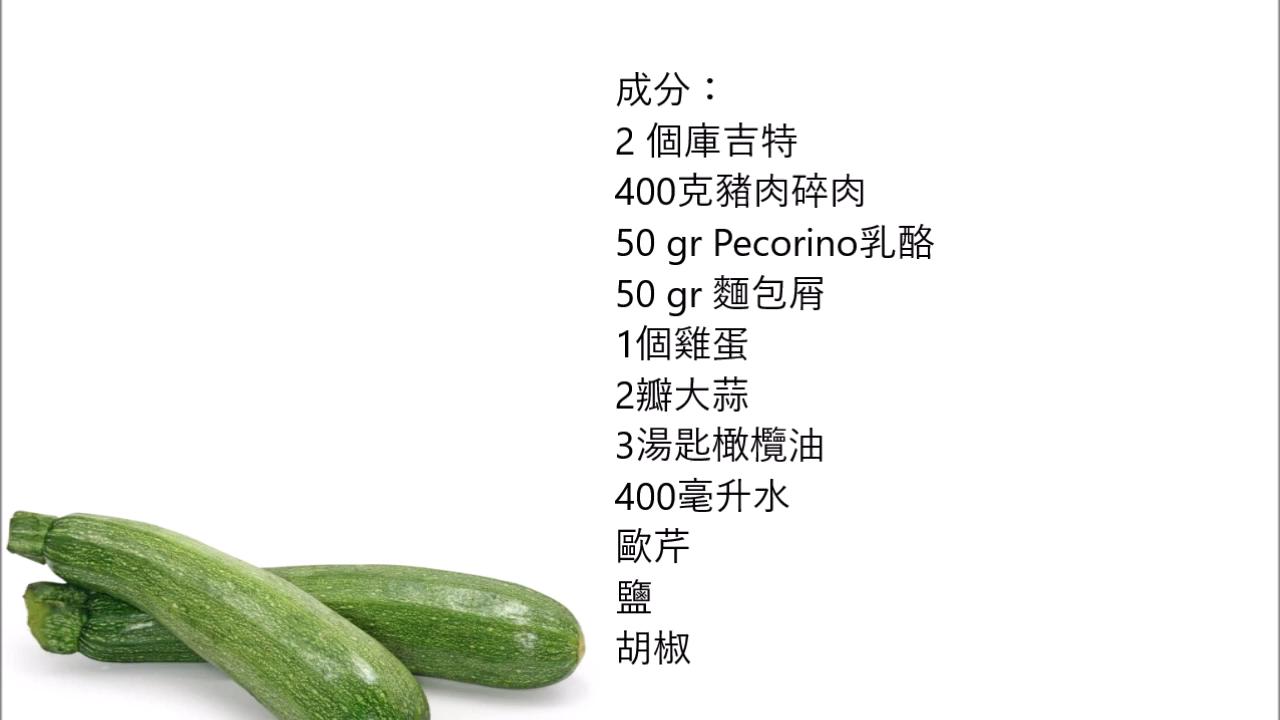 成分：
2 個庫吉特
400克豬肉碎肉
50 gr Pecorino乳酪
50 gr 麵包屑
1個雞蛋
2瓣大蒜
3湯匙橄欖油
400毫升水
歐芹
鹽
胡椒